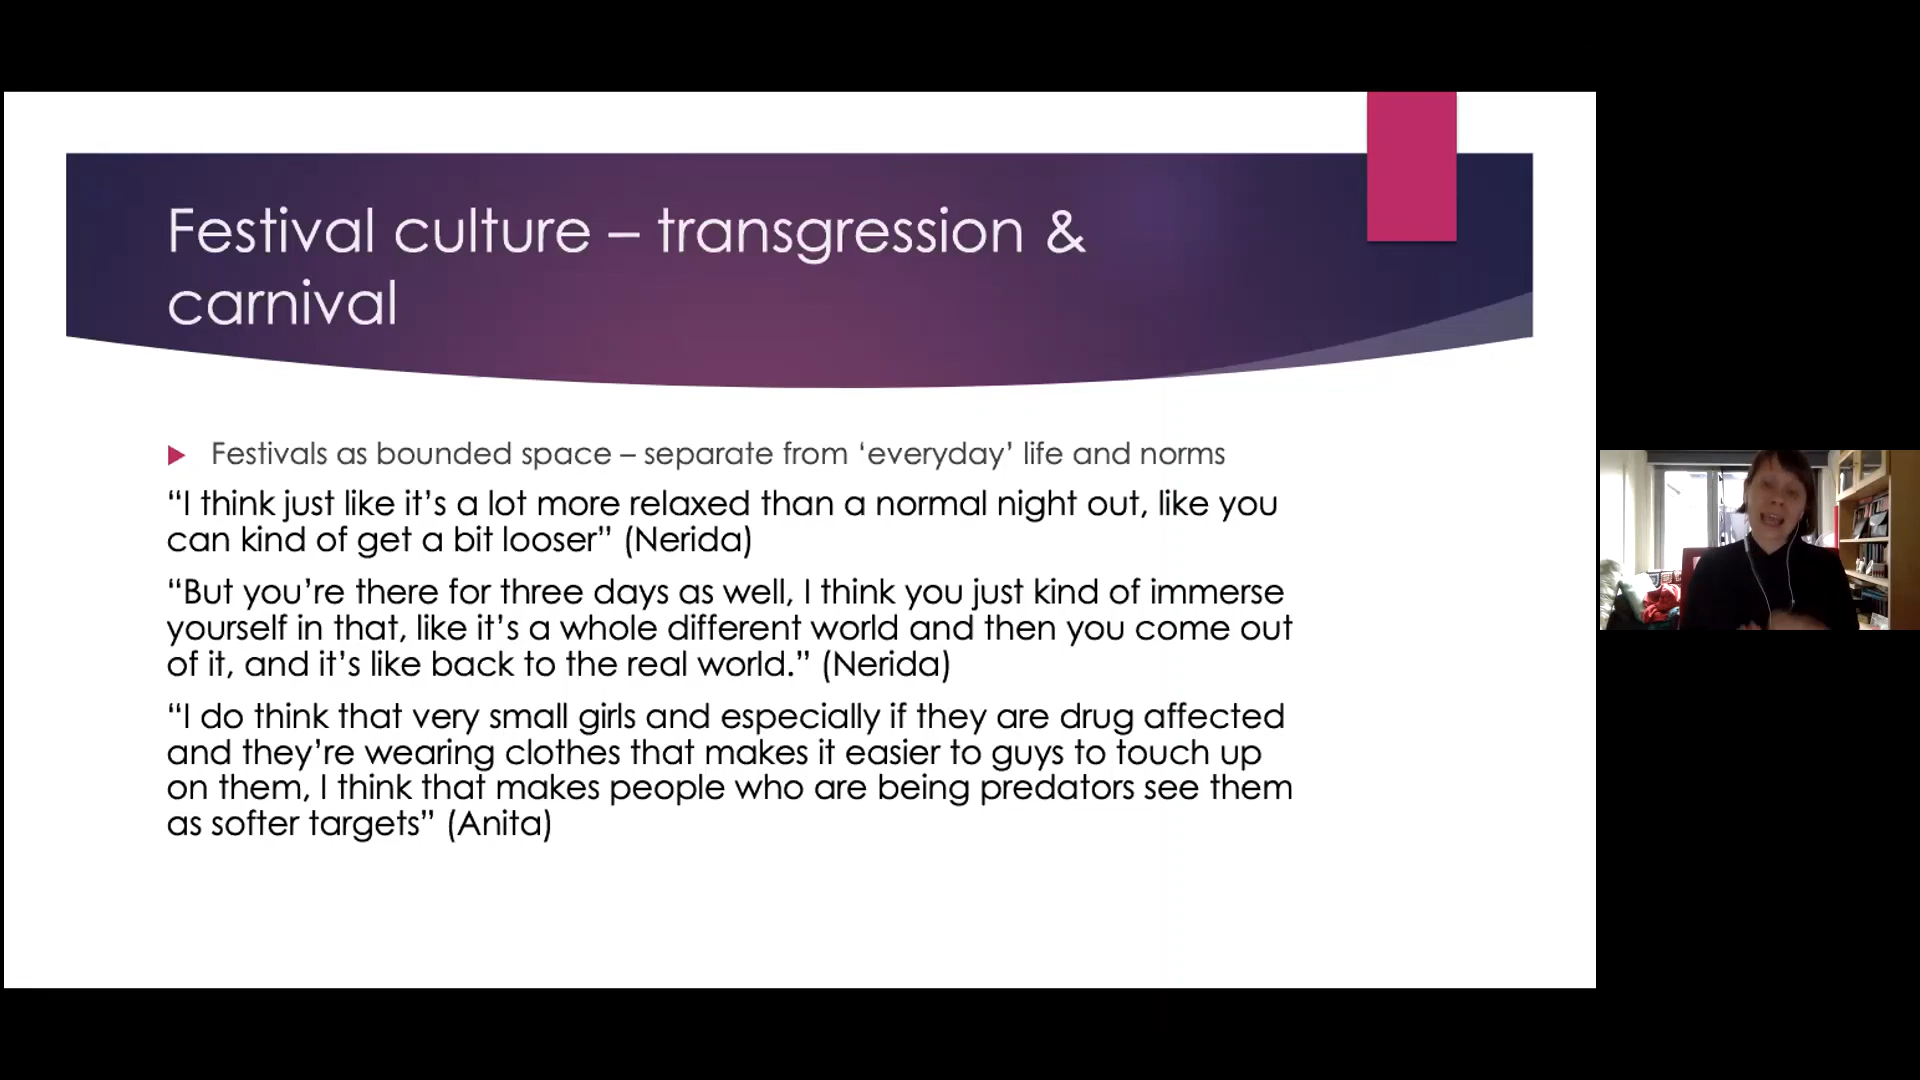 Festival culture – transgression &
carnival
Festivals as bounded space – separate from ‘everyday’ life and norms
“I think just like it’s a lot more relaxed than a normal night out, like you
can kind of get a bit looser” (Nerida)
“But you’re there for three days as well, I think you just kind of immerse
yourself in that, like it’s a whole different world and then you come out
of it, and it’s like back to the real world.” (Nerida)
“I do think that very small girls and especially if they are drug affected
and they’re wearing clothes that makes it easier to guys to touch up
on them, I think that makes people who are being predators see them
as softer targets” (Anita)